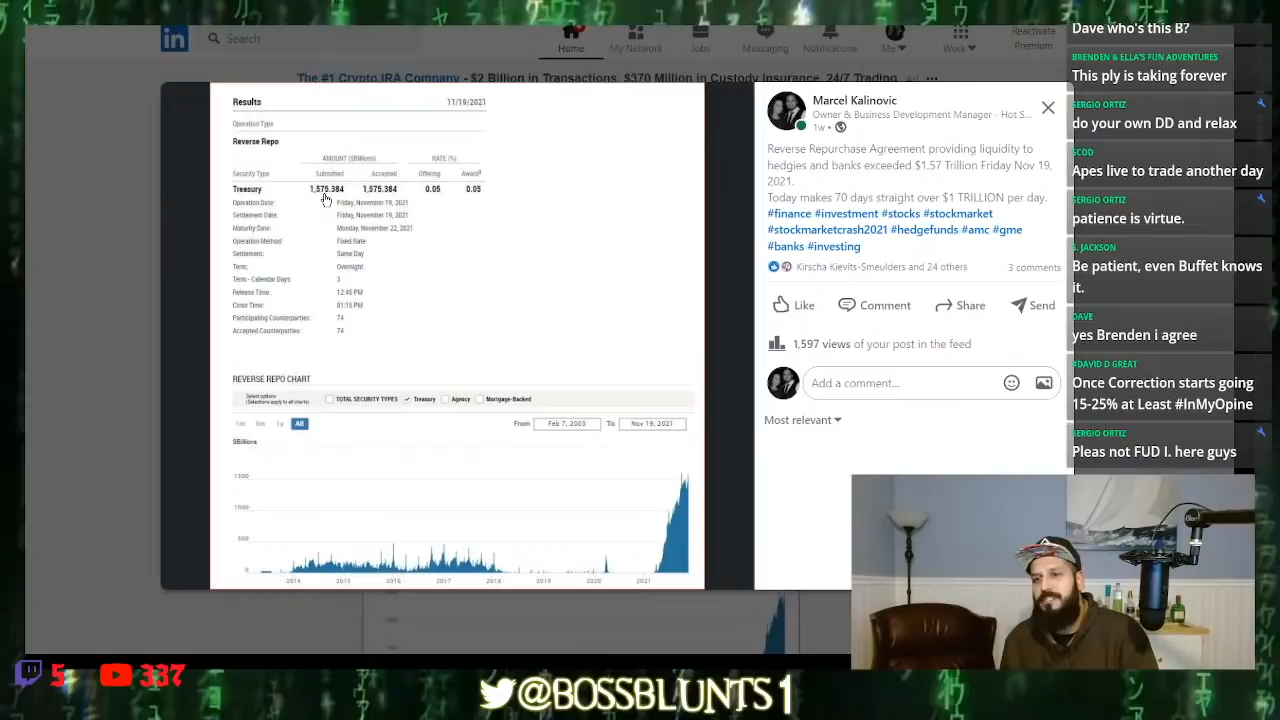 in
Search
Home
My Network
Jobs
Messaging
Notifications
Me
Work
Reactivate
Premium
The #1 Crypto IRA Company - $2 Billion in Transactions, $370 Million in Custody Insurance, 24/7 Trading Ad ...
Results 11/19/2021
Operation Type
Reverse Repo
AMOUNT ($Billions) RATE (%)
Security Type Submitted Accepted Offering Award
Treasury 1,575.384 1,575.384 0.05 0.05
Operation Date: Friday, November 19, 2021
Settlement Date: Friday, November 19, 2021
Maturity Date: Monday, November 22, 2021
Operation Method: Fixed Rate
Settlement: Same Day
Term: Overnight
Term - Calendar Days: 3
Release Time: 12:45 PM
Close Time: 01:15 PM
Participating Counterparties: 74
Accepted Counterparties: 74
REVERSE REPO CHART
Select options
(Selections apply to all charts)
TOTAL SECURITY TYPES Treasury Agency Mortgage-Backed
1m 3m 1y All From Feb 7, 2003 To Nov 19, 2021
$Billions
1500
1000
500
0
2014 2015 2016 2017 2018 2019 2020 2021
Marcel Kalinovic
Owner & Business Development Manager - Hot S...
1w
Reverse Repurchase Agreement providing liquidity to
hedgies and banks exceeded $1.57 Trillion Friday Nov 19,
2021.
Today makes 70 days straight over $1 TRILLION per day.
#finance #investment #stocks #stockmarket
#stockmarketcrash2021 #hedgefunds #amc #gme
#banks #investing
Kirscha Kievits-Smeulders and 24 others 3 comments
Like Comment Share Send
1,597 views of your post in the feed
Add a comment...
Most relevant
Dave who's this B?
BRENDEN & ELLA'S FUN ADVENTURES
This ply is taking forever
SERGIO ORTIZ
do your own DD and relax
SCOD
Apes live to transact another day
SERGIO ORTIZ
patience is virtue.
S. JACKSON
Be patient, even Buffair knows
it.
DAVE
yes Brenden i agree
#DAVID D GREAT
Once Correction starts going
15-25% at Least #InMyOpine
SERGIO ORTIZ
Pleas not FUD I. here guys
5
337
@BOSSBLUNTS1